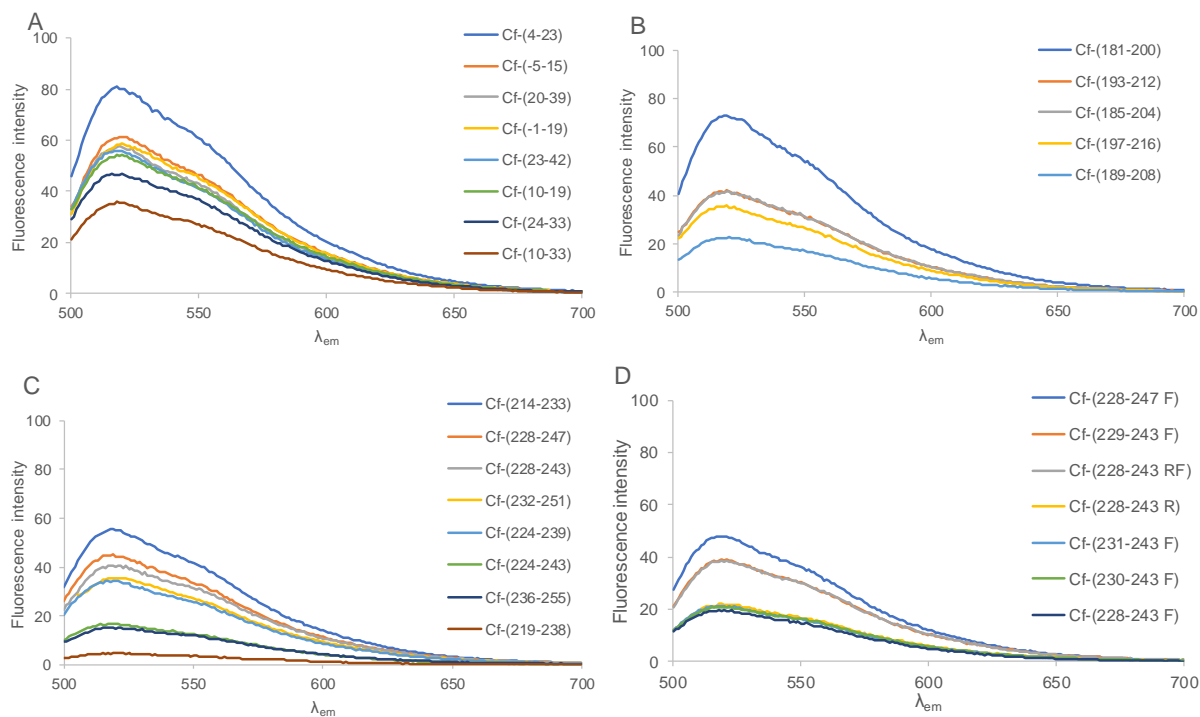 A
Fluorescence intensity
100
80
60
40
20
0
500
550
600
650
700
λem
Cf-(4-23)
Cf-(-5-15)
Cf-(20-39)
Cf-(-1-19)
Cf-(23-42)
Cf-(10-19)
Cf-(24-33)
Cf-(10-33)
B
Fluorescence intensity
100
80
60
40
20
0
500
550
600
650
700
λem
Cf-(181-200)
Cf-(193-212)
Cf-(185-204)
Cf-(197-216)
Cf-(189-208)
C
Fluorescence intensity
100
80
60
40
20
0
500
550
600
650
700
λem
Cf-(214-233)
Cf-(228-247)
Cf-(228-243)
Cf-(232-251)
Cf-(224-239)
Cf-(224-243)
Cf-(236-255)
Cf-(219-238)
D
Fluorescence intensity
100
80
60
40
20
0
500
550
600
650
700
λem
Cf-(228-247 F)
Cf-(229-243 F)
Cf-(228-243 RF)
Cf-(228-243 R)
Cf-(231-243 F)
Cf-(230-243 F)
Cf-(228-243 F)